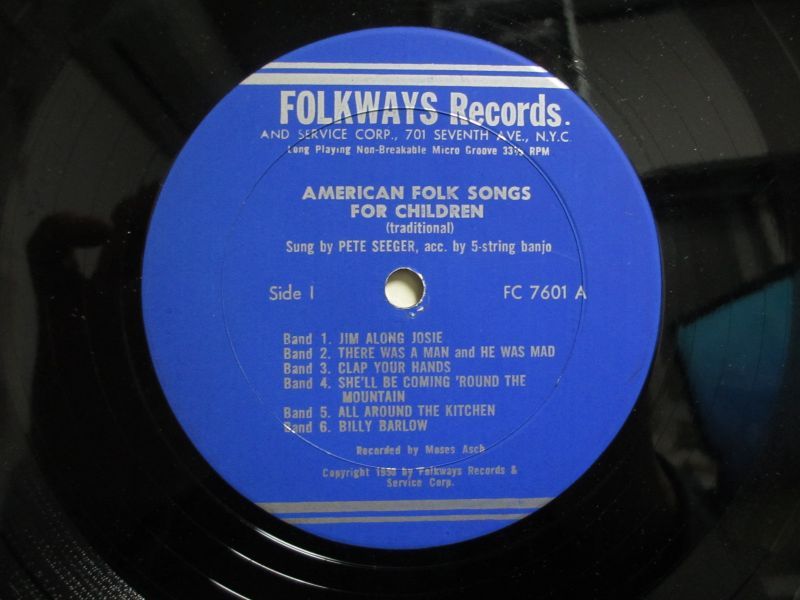 FOLKWAYS Records.
AND SERVICE CORP., 701 SEVENTH AVE., N.Y.C.
Long Playing Non-Breakable Micro Groove 33⅓ RPM
AMERICAN FOLK SONGS
FOR CHILDREN
(traditional)
Sung by PETE SEEGER, acc. by 5-string banjo
Side I
FC 7601 A
Band 1. JIM ALONG JOSIE
Band 2. THERE WAS A MAN and HE WAS MAD
Band 3. CLAP YOUR HANDS
Band 4. SHE'LL BE COMING 'ROUND THE
MOUNTAIN
Band 5. ALL AROUND THE KITCHEN
Band 6. BILLY BARLOW
Recorded by Moses Asch
Copyright by Folkways Records &
Service Corp.